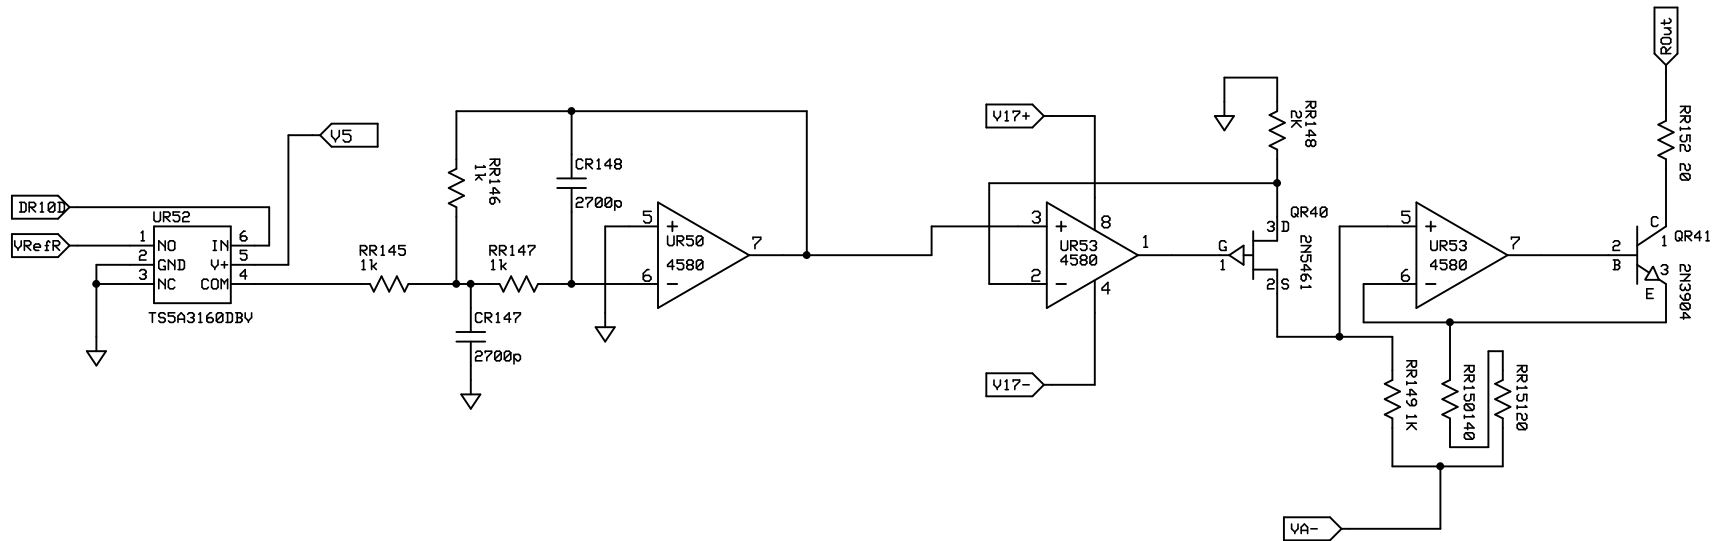 ROut
RR152 20
C
1 QR41
2
B
3
E
2N3904
V17+
RR148
2K
V5
RR146
1k
CR148
2700p
DR10D
UR52
VRefR
1 NO IN 6
2 GND V+ 5
3 NC COM 4
TS5A3160DBV
RR145
1k
RR147
1k
CR147
2700p
5 +
UR50
4580
7
6 -
3 +
8
UR53
4580
1
2 -
4
V17-
3 D
QR40
G
1
2N5461
2 S
5 +
UR53
4580
7
6 -
RR149 1K
RR150140
RR15120
VA-